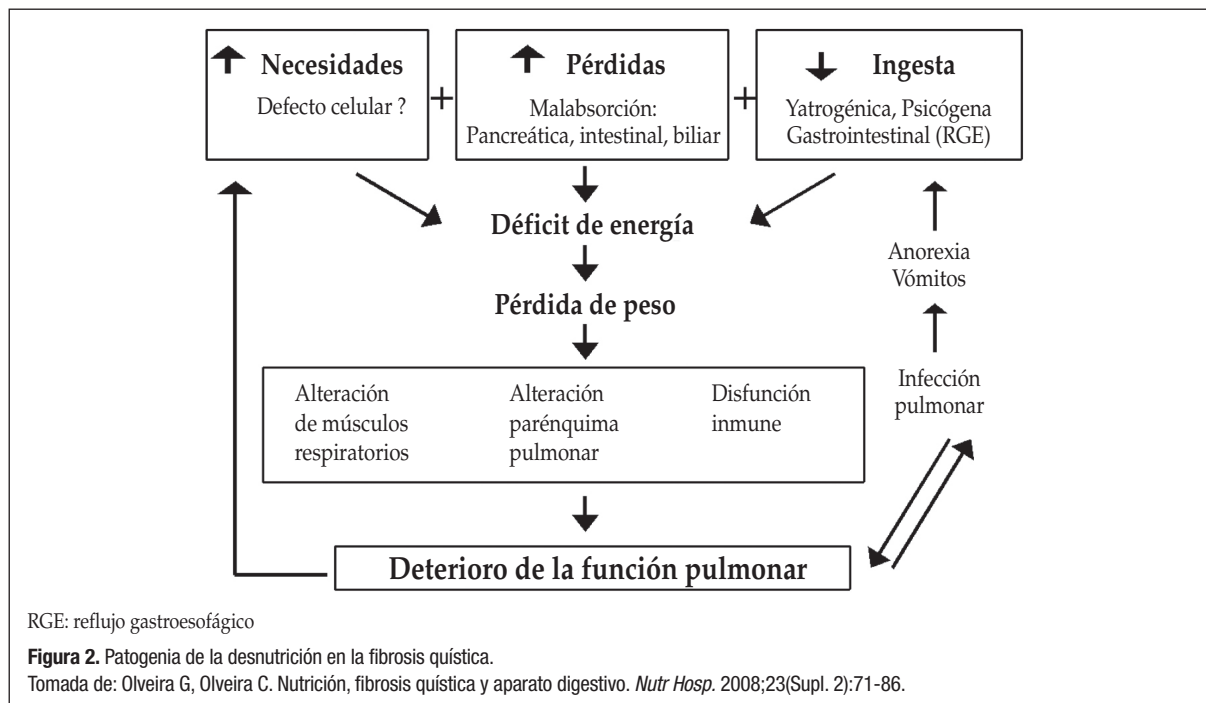 Necesidades
Defecto celular ?
+
Pérdidas
Malabsorción:
Pancreática, intestinal, biliar
+
Ingesta
Yatrogénica, Psicógena
Gastrointestinal (RGE)
Déficit de energía
Pérdida de peso
Alteración
de músculos
respiratorios
Alteración
parénquima
pulmonar
Disfunción
inmune
Anorexia
Vómitos
Infección
pulmonar
Deterioro de la función pulmonar
RGE: reflujo gastroesofágico
Figura 2. Patogenia de la desnutrición en la fibrosis quística.
Tomada de: Olveira G, Olveira C. Nutrición, fibrosis quística y aparato digestivo. Nutr Hosp. 2008;23(Supl. 2):71-86.